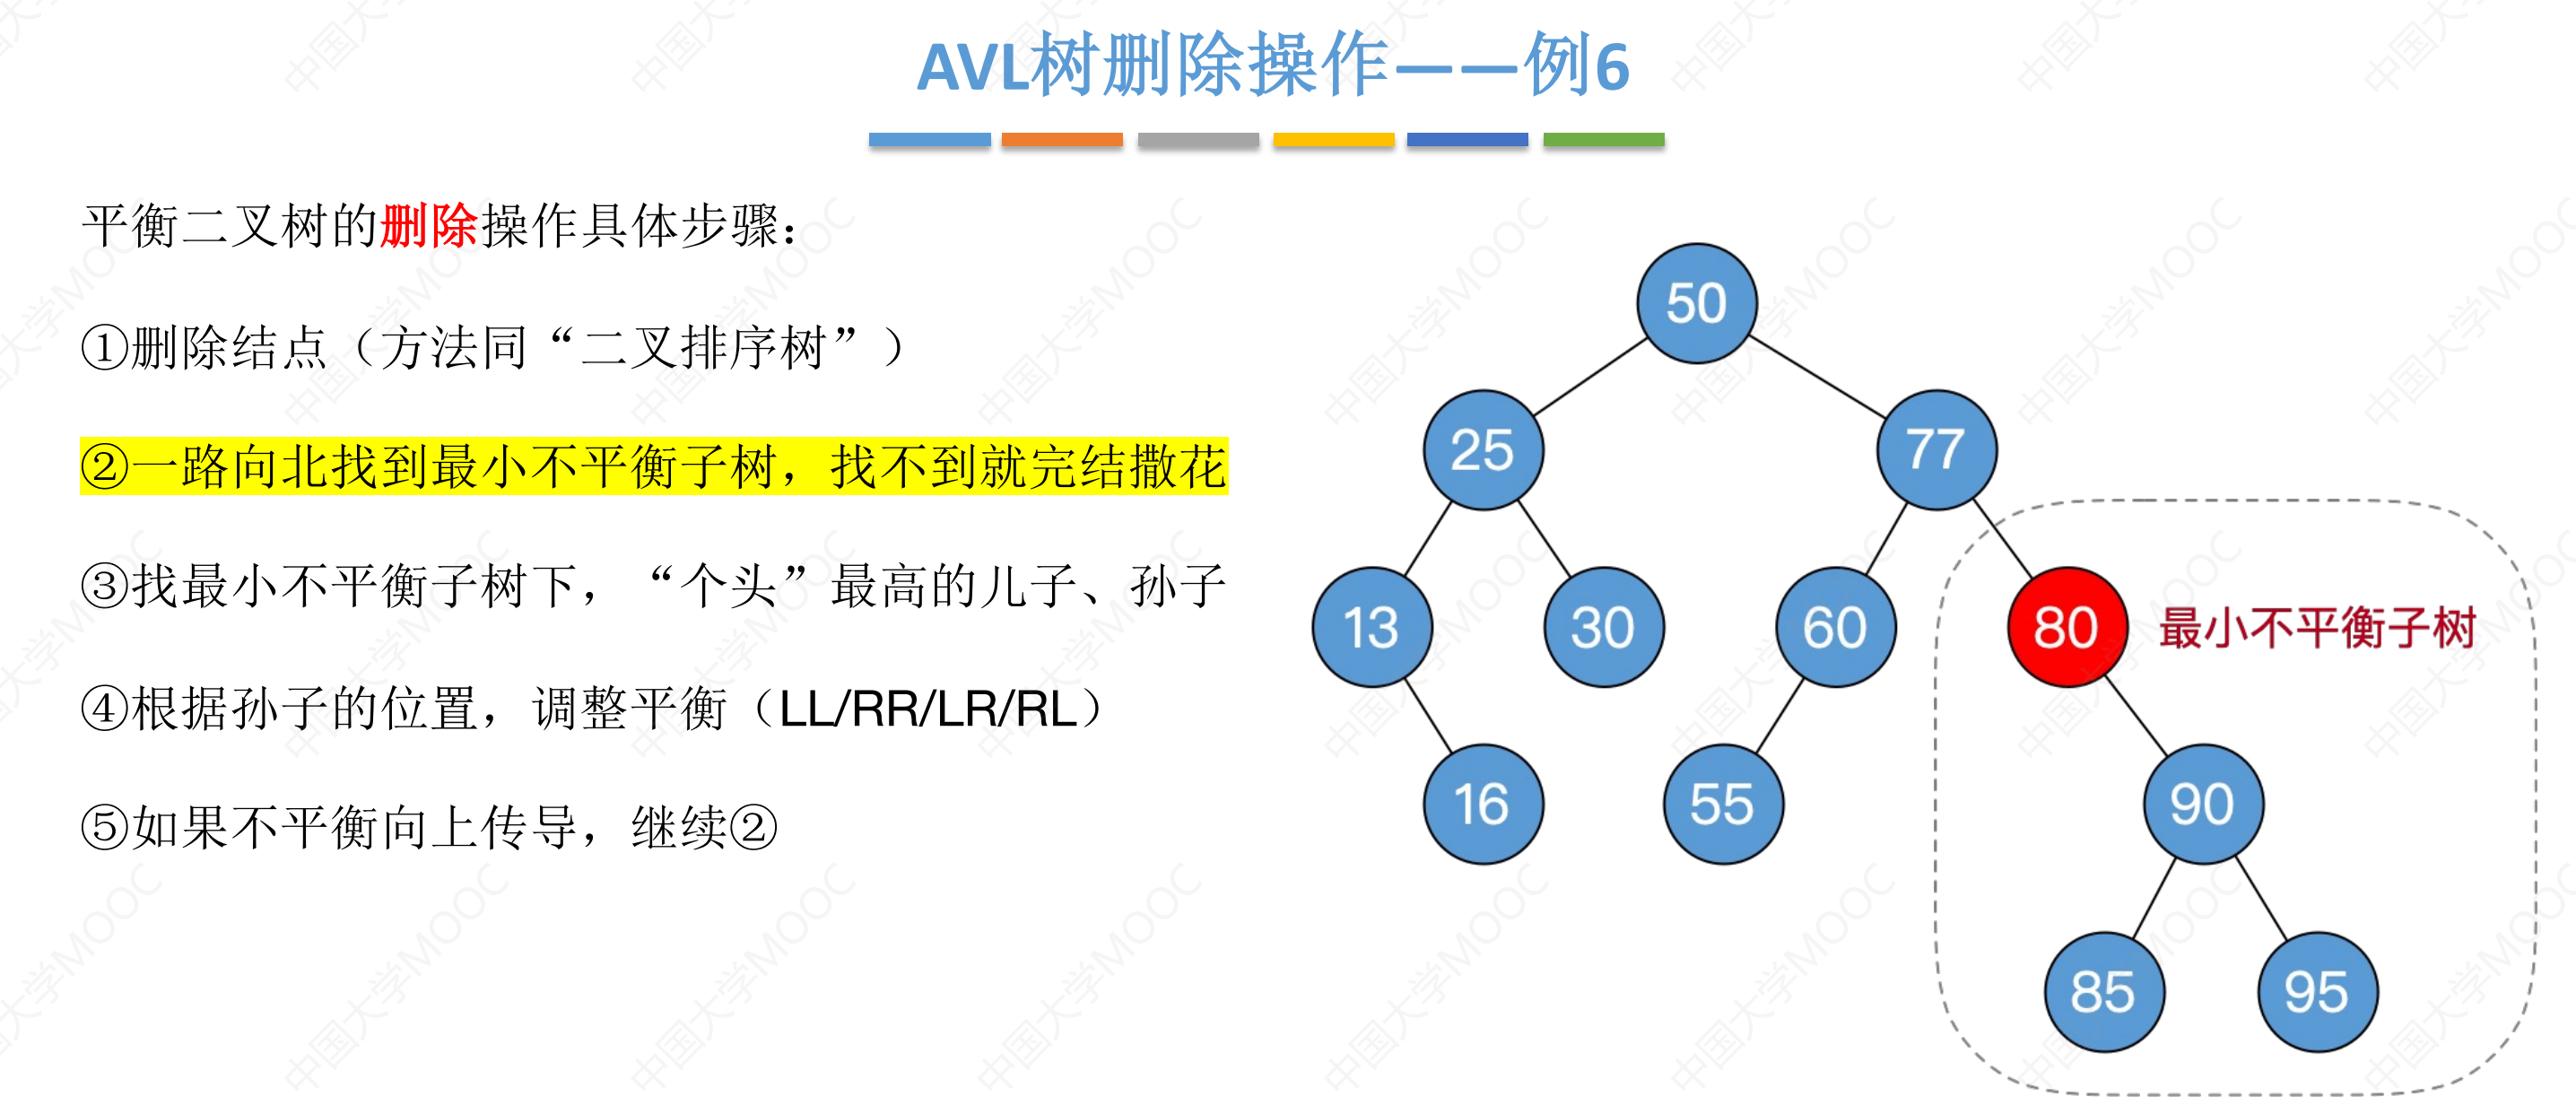 AVL树删除操作——例6
平衡二叉树的删除操作具体步骤：
①删除结点（方法同“二叉排序树”）
②一路向北找到最小不平衡子树，找不到就完结撒花
③找最小不平衡子树下，“个头”最高的儿子、孙子
④根据孙子的位置，调整平衡（LL/RR/LR/RL）
⑤如果不平衡向上传导，继续②
50
25
77
13
30
60
80
最小不平衡子树
16
55
90
85
95
中国大学MOOC